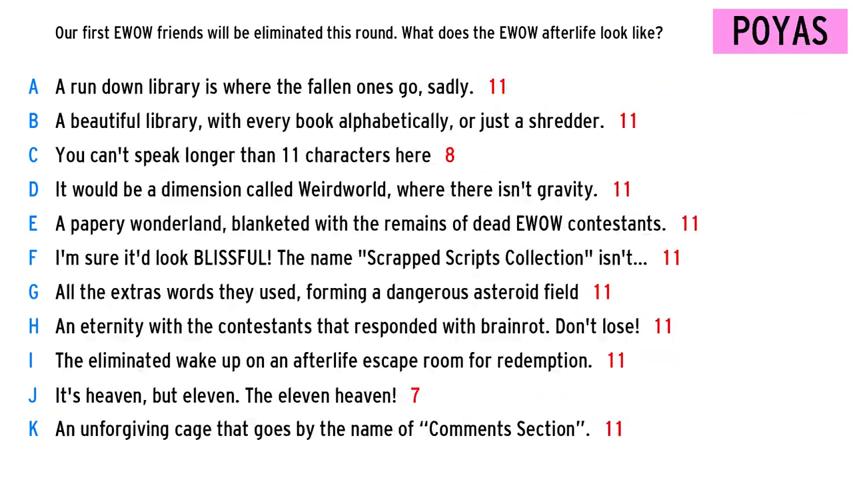 Our first EWOW friends will be eliminated this round. What does the EWOW afterlife look like?
POYAS
A A run down library is where the fallen ones go, sadly. 11
B A beautiful library, with every book alphabetically, or just a shredder. 11
C You can't speak longer than 11 characters here 8
D It would be a dimension called Weirdworld, where there isn't gravity. 11
E A papery wonderland, blanketed with the remains of dead EWOW contestants. 11
F I'm sure it'd look BLISSFUL! The name "Scrapped Scripts Collection" isn't... 11
G All the extras words they used, forming a dangerous asteroid field 11
H An eternity with the contestants that responded with brainrot. Don't lose! 11
I The eliminated wake up on an afterlife escape room for redemption. 11
J It's heaven, but eleven. The eleven heaven! 7
K An unforgiving cage that goes by the name of “Comments Section”. 11